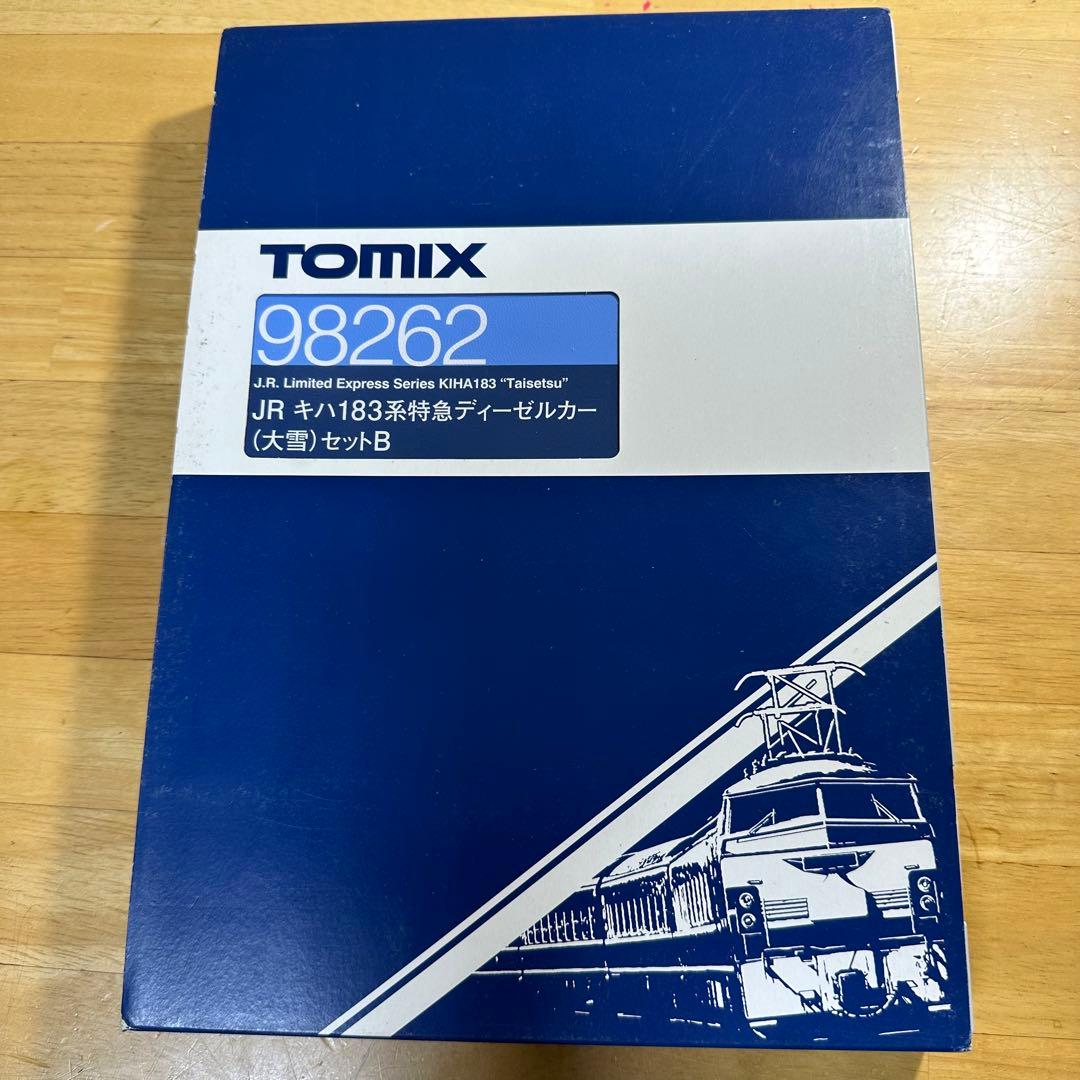 TOMIX
98262
J.R. Limited Express Series KIHA183 “Taisetsu”
JR キハ183系特急ディーゼルカー
(大雪)セットB